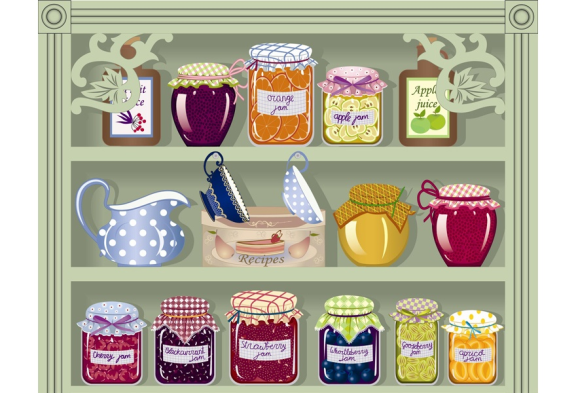 orange
jam
apple jam
Apple
juice
Recipes
Cherry jam
Blackcurrant
jam
Strawberry
jam
Whortleberry
jam
Gooseberry
jam
apricot
jam